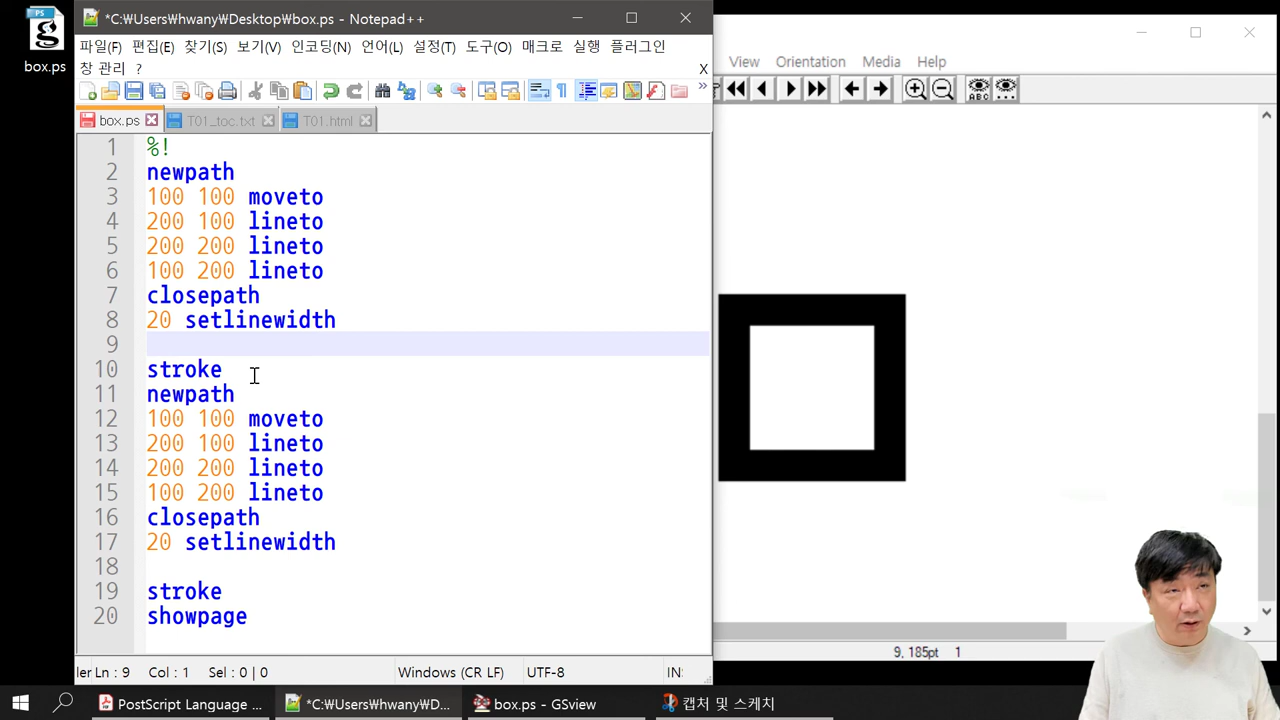 *C:\Users\hwany\Desktop\box.ps - Notepad++
파일(F) 편집(E) 찾기(S) 보기(V) 인코딩(N) 언어(L) 설정(T) 도구(O) 매크로 실행 플러그인
창 관리 ? X
box.ps T01_toc.txt T01.html
1 %!
2 newpath
3 100 100 moveto
4 200 100 lineto
5 200 200 lineto
6 100 200 lineto
7 closepath
8 20 setlinewidth
9
10 stroke
11 newpath
12 100 100 moveto
13 200 100 lineto
14 200 200 lineto
15 100 200 lineto
16 closepath
17 20 setlinewidth
18
19 stroke
20 showpage
ler Ln : 9 Col : 1 Sel : 0 | 0 Windows (CR LF) UTF-8 IN
PS
box.ps
View Orientation Media Help
ABC
9, 185pt 1
PostScript Language ... *C:\Users\hwany\D... box.ps - GSview 캡처 및 스케치